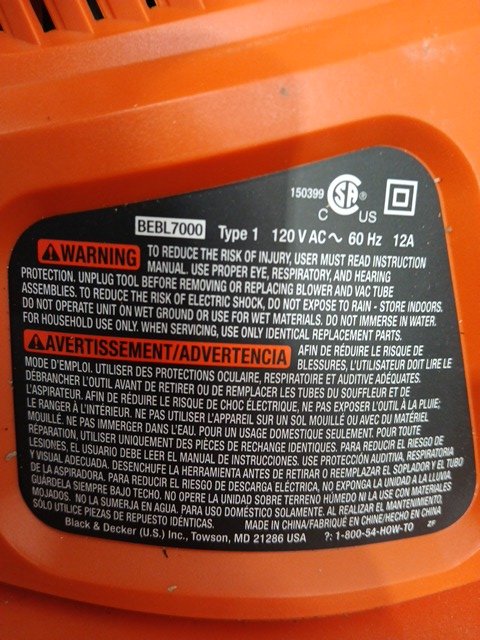 150399 CSA ®
C US
BEBL7000 Type 1 120 V AC ~ 60 Hz 12A
⚠WARNING TO REDUCE THE RISK OF INJURY, USER MUST READ INSTRUCTION
MANUAL. USE PROPER EYE, RESPIRATORY, AND HEARING
PROTECTION. UNPLUG TOOL BEFORE REMOVING OR REPLACING BLOWER AND VAC TUBE
ASSEMBLIES. TO REDUCE THE RISK OF ELECTRIC SHOCK, DO NOT EXPOSE TO RAIN - STORE INDOORS.
DO NOT OPERATE UNIT ON WET GROUND OR USE FOR WET MATERIALS. DO NOT IMMERSE IN WATER.
FOR HOUSEHOLD USE ONLY. WHEN SERVICING, USE ONLY IDENTICAL REPLACEMENT PARTS.
⚠AVERTISSEMENT/ADVERTENCIA AFIN DE RÉDUIRE LE RISQUE DE
BLESSURES, L'UTILISATEUR DOIT LIRE LE
MODE D'EMPLOI. UTILISER DES PROTECTIONS OCULAIRE, RESPIRATOIRE ET AUDITIVE ADÉQUATES.
DÉBRANCHER L'OUTIL AVANT DE RETIRER OU DE REMPLACER LES TUBES DU SOUFFLEUR ET DE
L'ASPIRATEUR. AFIN DE RÉDUIRE LE RISQUE DE CHOC ÉLECTRIQUE, NE PAS EXPOSER L'OUTIL À LA PLUIE;
LE RANGER À L'INTÉRIEUR. NE PAS UTILISER L'APPAREIL SUR UN SOL MOUILLÉ OU AVEC DU MATÉRIEL
MOUILLÉ. NE PAS IMMERGER DANS L'EAU. POUR UN USAGE DOMESTIQUE SEULEMENT. POUR TOUTE
RÉPARATION, UTILISER UNIQUEMENT DES PIÈCES DE RECHANGE IDENTIQUES. PARA REDUCIR EL RIESGO DE
LESIONES, EL USUARIO DEBE LEER EL MANUAL DE INSTRUCCIONES. USE PROTECCIÓN AUDITIVA, RESPIRATORIA
Y VISUAL ADECUADA. DESENCHUFE LA HERRAMIENTA ANTES DE RETIRAR O REEMPLAZAR EL SOPLADOR Y EL TUBO
DE LA ASPIRADORA. PARA REDUCIR EL RIESGO DE DESCARGA ELÉCTRICA, NO EXPONGA LA UNIDAD A LA LLUVIA.
GUÁRDELA SIEMPRE BAJO TECHO. NO OPERE LA UNIDAD SOBRE TERRENO HÚMEDO NI LA USE CON MATERIALES
MOJADOS. NO LA SUMERJA EN AGUA. PARA USO DOMÉSTICO SOLAMENTE. AL REALIZAR EL MANTENIMIENTO,
SÓLO UTILICE PIEZAS DE REPUESTO IDÉNTICAS. MADE IN CHINA/FABRIQUÉ EN CHINE/HECHO EN CHINA
Black & Decker (U.S.) Inc., Towson, MD 21286 USA ?: 1-800-54-HOW-TO